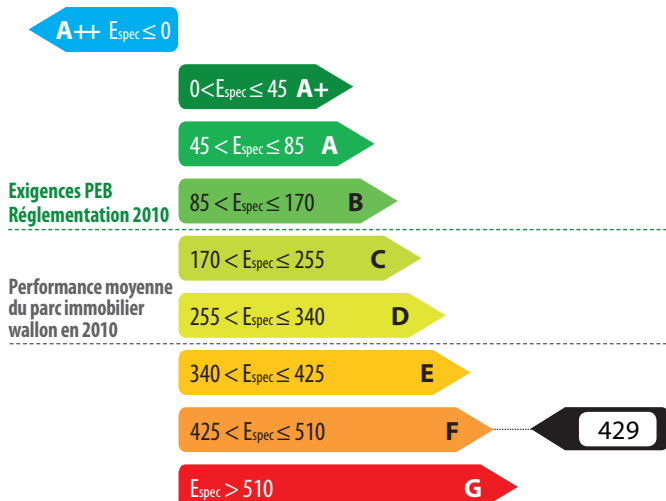 A++ Espec ≤ 0
0 < Espec ≤ 45 A+
45 < Espec ≤ 85 A
Exigences PEB
Réglementation 2010
85 < Espec ≤ 170 B
170 < Espec ≤ 255 C
Performance moyenne
du parc immobilier
wallon en 2010
255 < Espec ≤ 340 D
340 < Espec ≤ 425 E
425 < Espec ≤ 510 F 429
Espec > 510 G